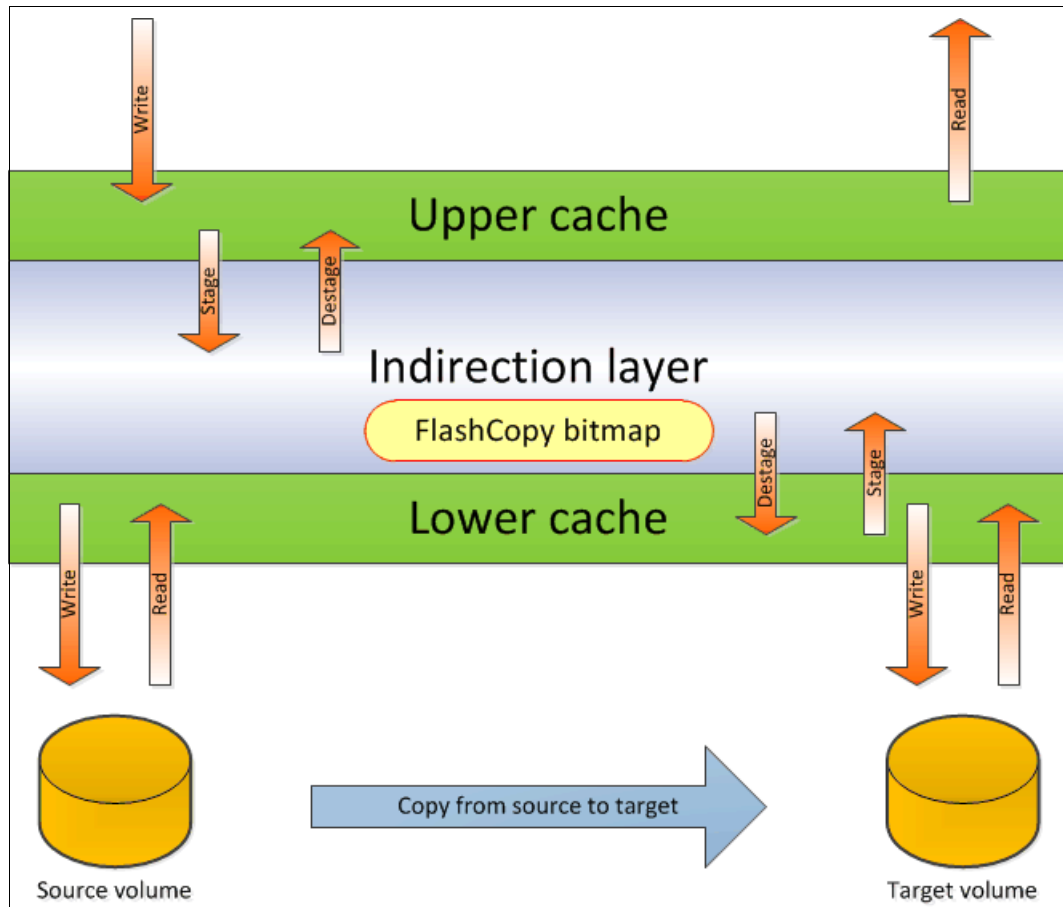 Write
Read
Upper cache
Stage
Destage
Indirection layer
FlashCopy bitmap
Destage
Stage
Lower cache
Write
Read
Write
Read
Copy from source to target
Source volume
Target volume